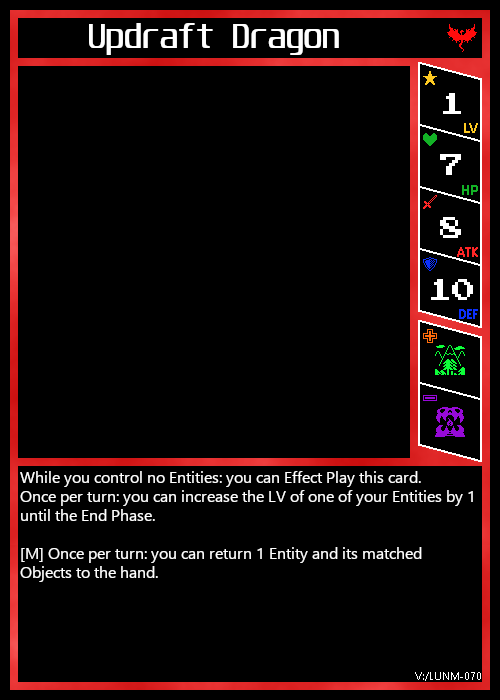 Updraft Dragon
1
LV
7
HP
8
ATK
10
DEF
While you control no Entities: you can Effect Play this card.
Once per turn: you can increase the LV of one of your Entities by 1
until the End Phase.
[M] Once per turn: you can return 1 Entity and its matched
Objects to the hand.
V:/LUNM-070